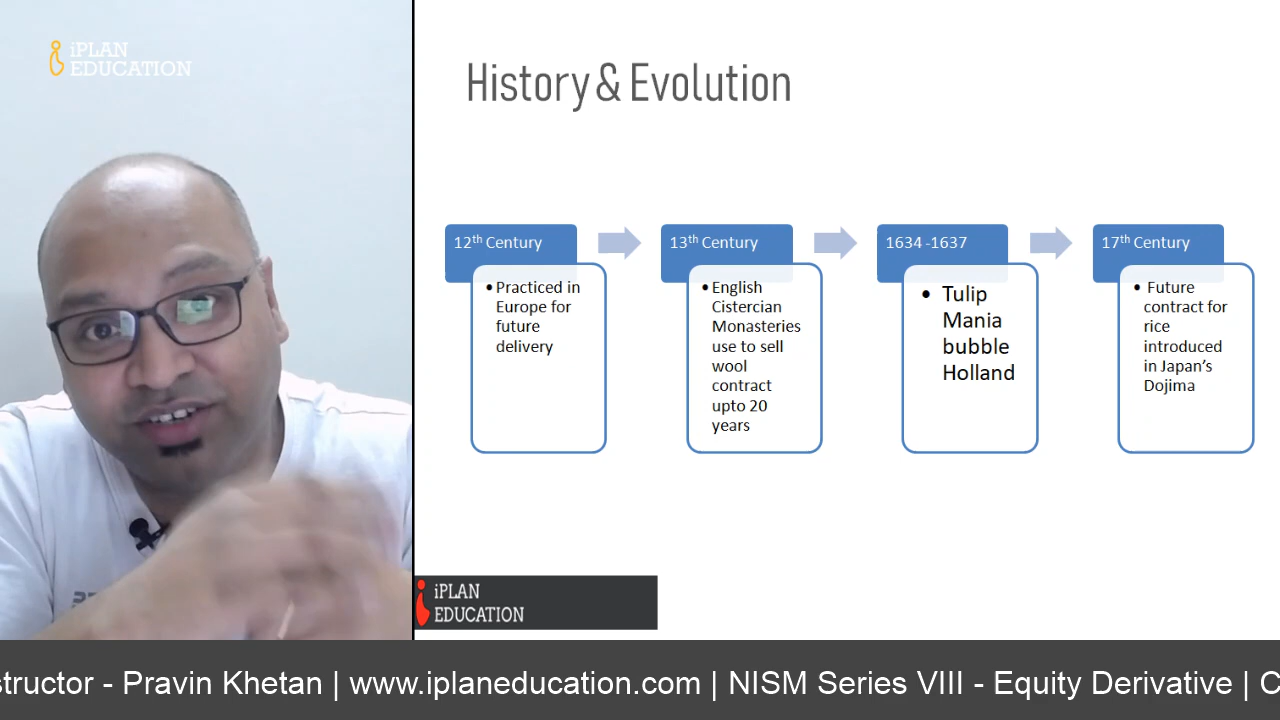 iPLAN
EDUCATION
History & Evolution
12th Century
• Practiced in
Europe for
future
delivery
13th Century
• English
Cistercian
Monasteries
use to sell
wool
contract
upto 20
years
1634 -1637
• Tulip
Mania
bubble
Holland
17th Century
• Future
contract for
rice
introduced
in Japan's
Dojima
iPLAN
EDUCATION
structor - Pravin Khetan | www.iplaneducation.com | NISM Series VIII - Equity Derivative | C